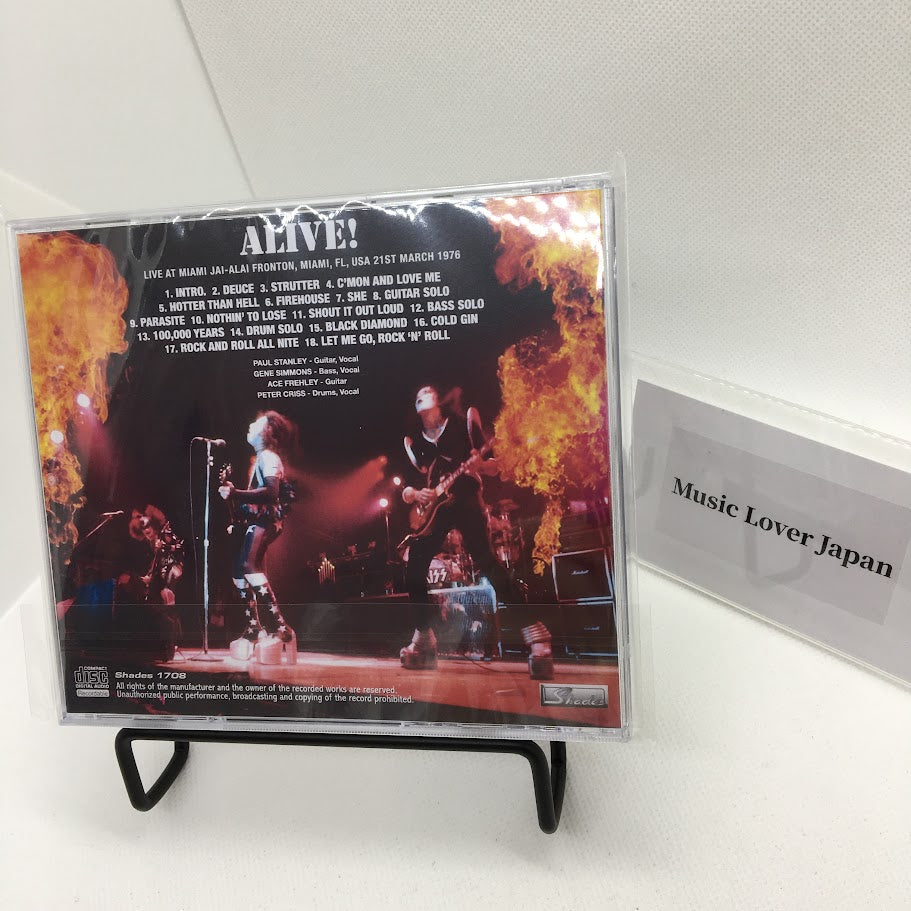 ALIVE!
LIVE AT MIAMI JAI-ALAI FRONTON, MIAMI, FL, USA 21ST MARCH 1976
1. INTRO. 2. DEUCE 3. STRUTTER 4. C'MON AND LOVE ME
5. HOTTER THAN HELL 6. FIREHOUSE 7. SHE 8. GUITAR SOLO
9. PARASITE 10. NOTHIN' TO LOSE 11. SHOUT IT OUT LOUD 12. BASS SOLO
13. 100,000 YEARS 14. DRUM SOLO 15. BLACK DIAMOND 16. COLD GIN
17. ROCK AND ROLL ALL NITE 18. LET ME GO, ROCK 'N' ROLL
PAUL STANLEY - Guitar, Vocal
GENE SIMMONS - Bass, Vocal
ACE FREHLEY - Guitar
PETER CRISS - Drums, Vocal
Music Lover Japan
COMPACT
disc
DIGITAL AUDIO
Recordable
Shades 1708
All rights of the manufacturer and the owner of the recorded works are reserved.
Unauthorized public performance, broadcasting and copying of the record prohibited.
Shades